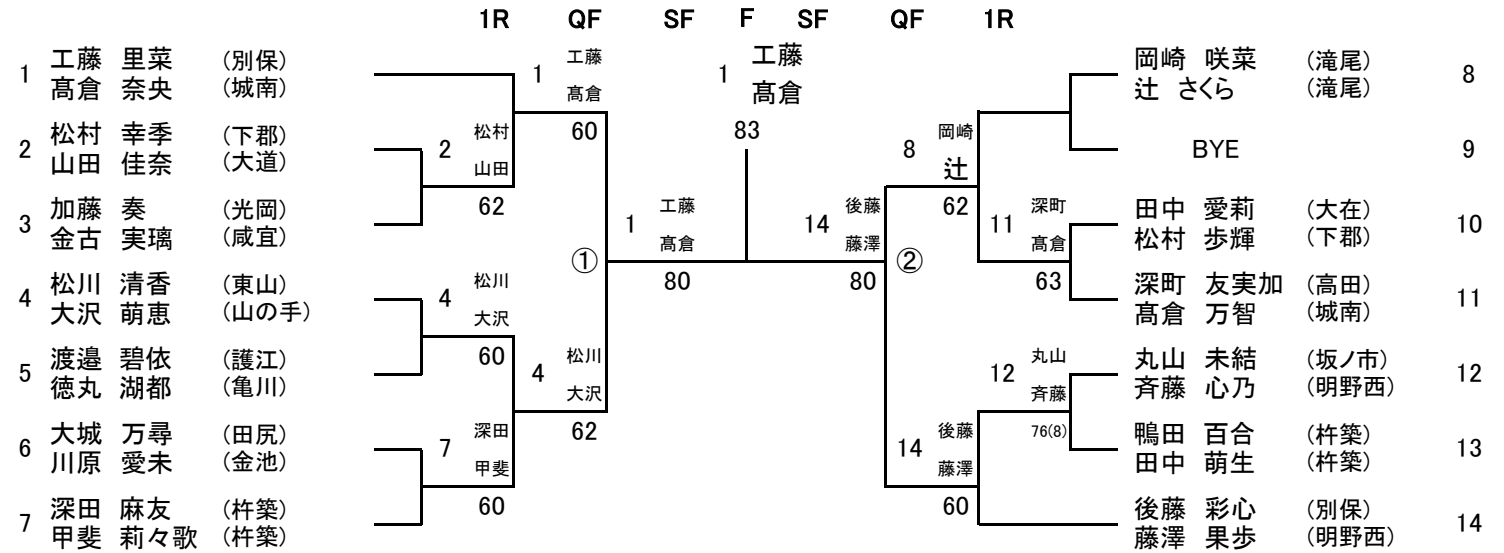 1R QF SF F SF QF 1R
1 工藤 里菜 (別保)
髙倉 奈央 (城南)
2 松村 幸季 (下郡)
山田 佳奈 (大道)
3 加藤 奏 (光岡)
金古 実璃 (咸宜)
4 松川 清香 (東山)
大沢 萌恵 (山の手)
5 渡邉 碧依 (護江)
徳丸 湖都 (亀川)
6 大城 万尋 (田尻)
川原 愛未 (金池)
7 深田 麻友 (杵築)
甲斐 莉々歌 (杵築)
2 松村
山田
62
4 松川
大沢
60
7 深田
甲斐
60
1 工藤
髙倉
60
4 松川
大沢
62
①
1 工藤
髙倉
80
1 工藤
髙倉
83
14 後藤
藤澤
80
②
8 岡崎
辻
62
14 後藤
藤澤
60
11 深町
髙倉
63
12 丸山
斉藤
76(8)
岡崎 咲菜 (滝尾) 8
辻 さくら (滝尾)
BYE 9
田中 愛莉 (大在) 10
松村 歩輝 (下郡)
深町 友実加 (高田) 11
髙倉 万智 (城南)
丸山 未結 (坂ノ市) 12
斉藤 心乃 (明野西)
鴨田 百合 (杵築) 13
田中 萌生 (杵築)
後藤 彩心 (別保) 14
藤澤 果歩 (明野西)